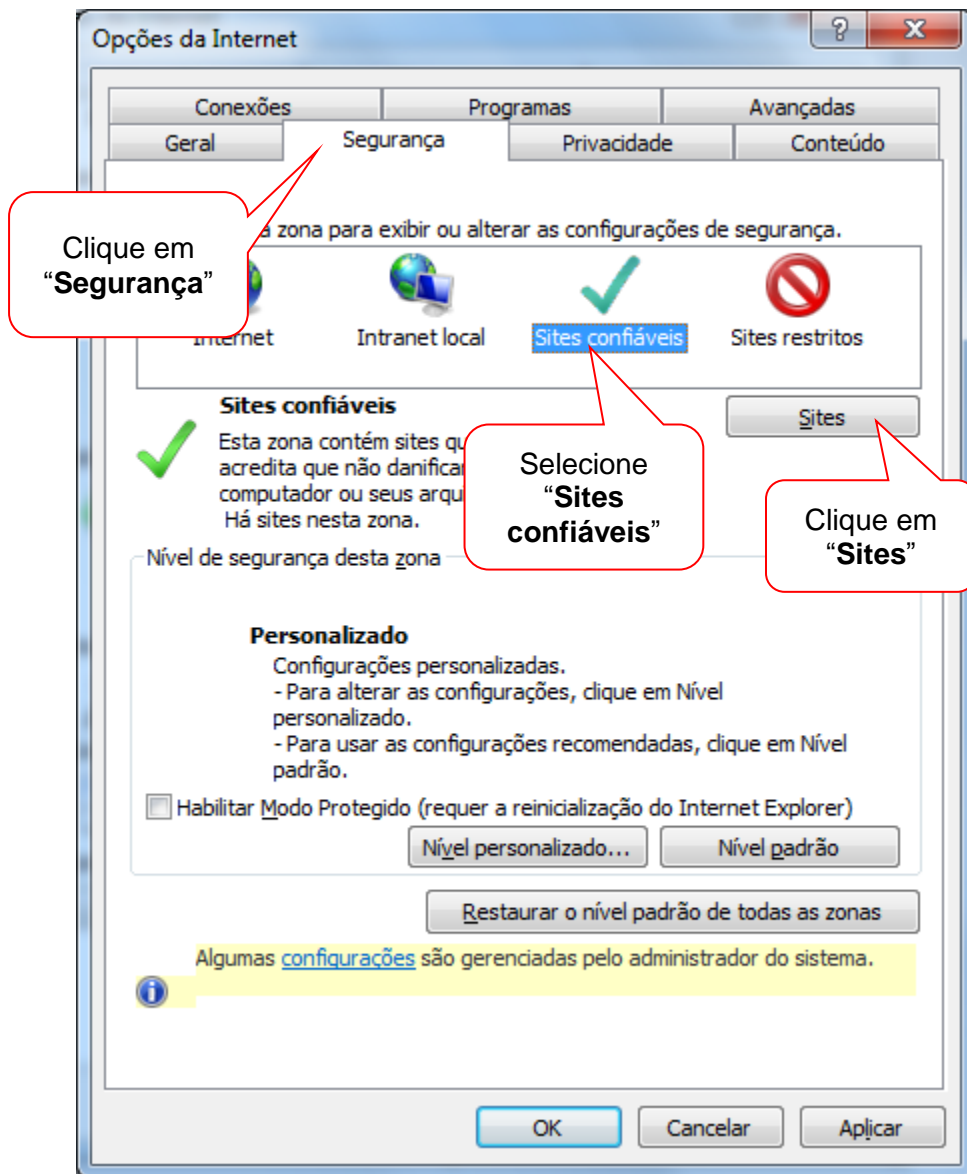 Opções da Internet
Conexões
Programas
Avançadas
Geral
Segurança
Privacidade
Conteúdo
zona para exibir ou alterar as configurações de segurança.
Clique em
“Segurança”
Internet
Intranet local
Sites confiáveis
Sites restritos
Sites confiáveis
Sites
Esta zona contém sites
acredita que não
computador ou seus
Há sites nesta zona.
Selecione
“Sites
confiáveis”
Clique em
“Sites”
Nível de segurança desta zona
Personalizado
Configurações personalizadas.
- Para alterar as configurações, clique em Nível
personalizado.
- Para usar as configurações recomendadas, clique em Nível
padrão.
Habilitar Modo Protegido (requer a reinicialização do Internet Explorer)
Nível personalizado...
Nível padrão
Restaurar o nível padrão de todas as zonas
Algumas configurações são gerenciadas pelo administrador do sistema.
OK
Cancelar
Aplicar